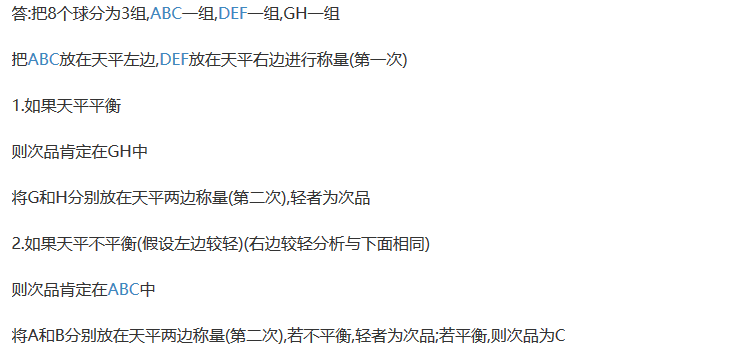 答:把8个球分为3组,ABC一组,DEF一组,GH一组
把ABC放在天平左边,DEF放在天平右边进行称量(第一次)
1.如果天平平衡
则次品肯定在GH中
将G和H分别放在天平两边称量(第二次),轻者为次品
2.如果天平不平衡(假设左边较轻)(右边较轻分析与下面相同)
则次品肯定在ABC中
将A和B分别放在天平两边称量(第二次),若不平衡,轻者为次品;若平衡,则次品为C